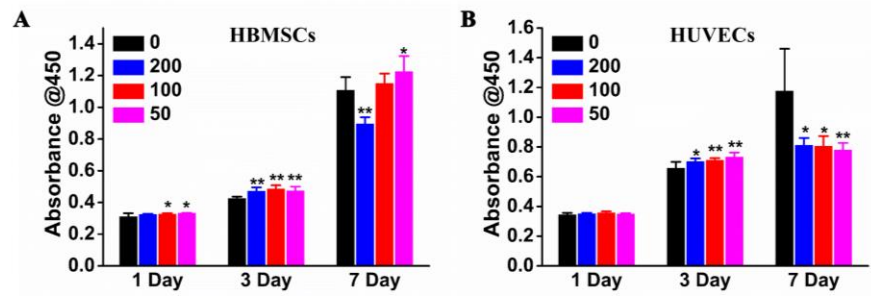 A
HBMSCs
Absorbance @450
1.4
1.2
1.0
0.8
0.6
0.4
0.2
0.0
0
200
100
50
* *
** ** **
** *
1 Day 3 Day 7 Day
B
HUVECs
Absorbance @450
1.6
1.4
1.2
1.0
0.8
0.6
0.4
0.2
0.0
0
200
100
50
* ** **
* * **
1 Day 3 Day 7 Day